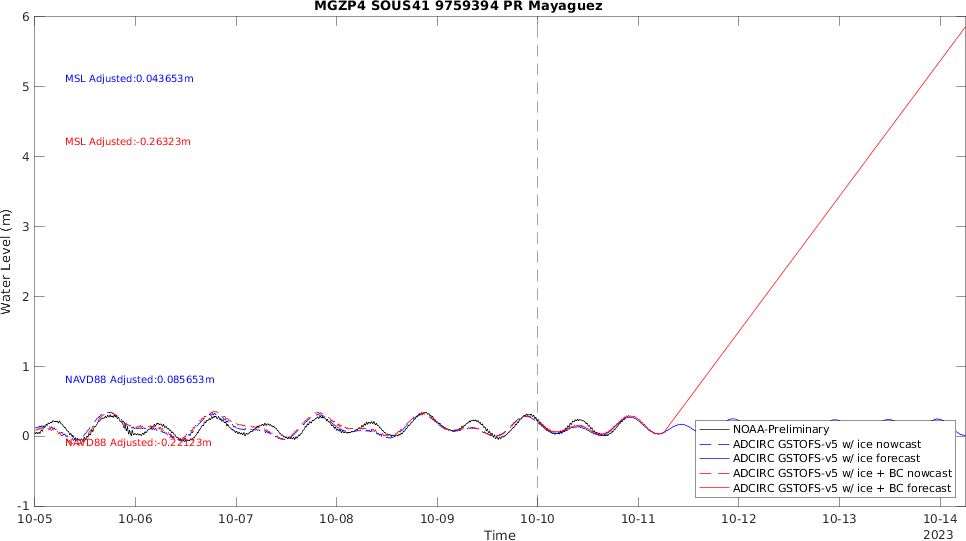 MGZP4 SOUS41 9759394 PR Mayaguez
6
5
4
3
2
1
0
-1
Water Level (m)
MSL Adjusted:0.043653m
MSL Adjusted:-0.26323m
NAVD88 Adjusted:0.085653m
NAVD88 Adjusted:-0.22123m
NOAA-Preliminary
ADCIRC GSTOFS-v5 w/ ice nowcast
ADCIRC GSTOFS-v5 w/ ice forecast
ADCIRC GSTOFS-v5 w/ ice + BC nowcast
ADCIRC GSTOFS-v5 w/ ice + BC forecast
10-05 10-06 10-07 10-08 10-09 10-10 10-11 10-12 10-13 10-14
Time
2023